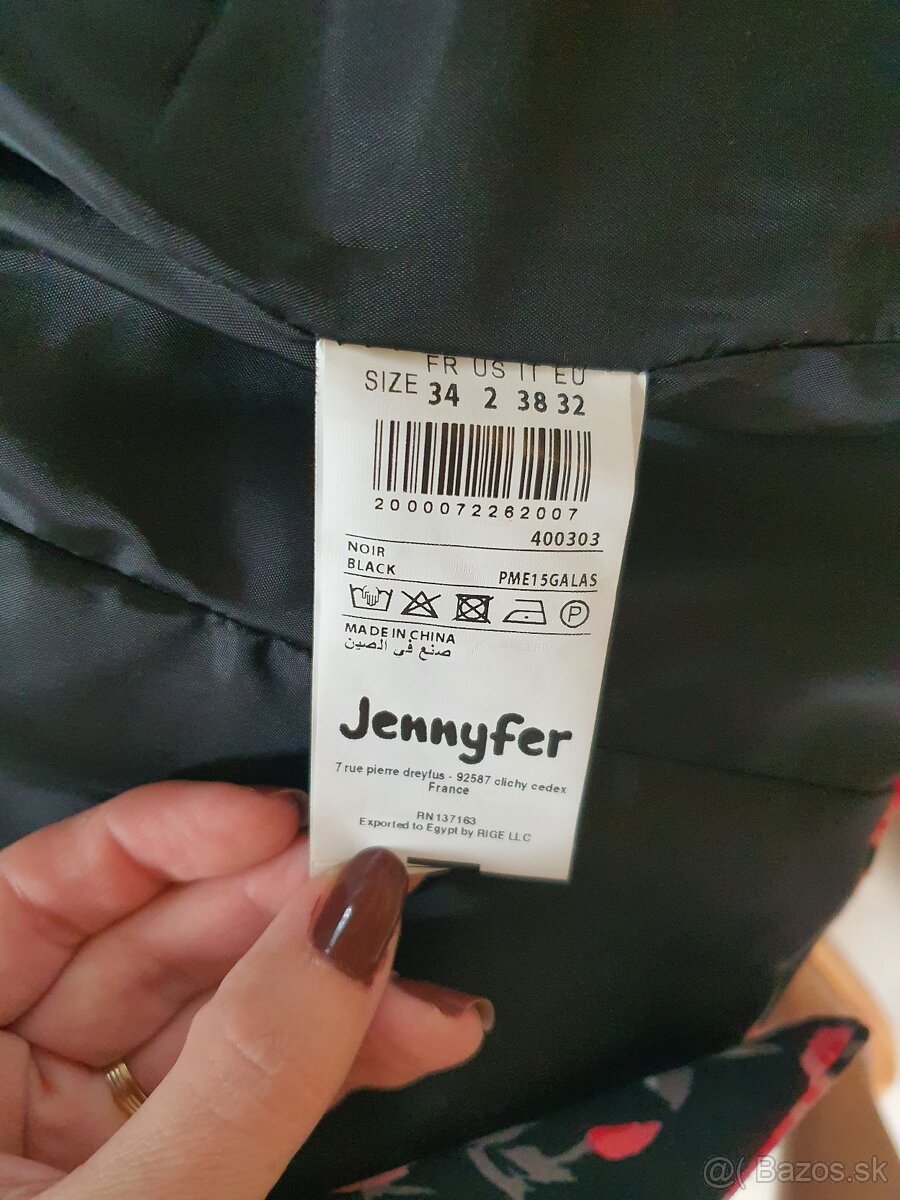 FR US IT EU
SIZE 34 2 38 32
2000072262007
400303
NOIR
BLACK
PME15GALAS
P
MADE IN CHINA
صنع في الصين
Jennyfer
7 rue pierre dreyfus - 92587 clichy cedex
France
RN137163
Exported to Egypt by RIGE LLC
@( Bazos.sk